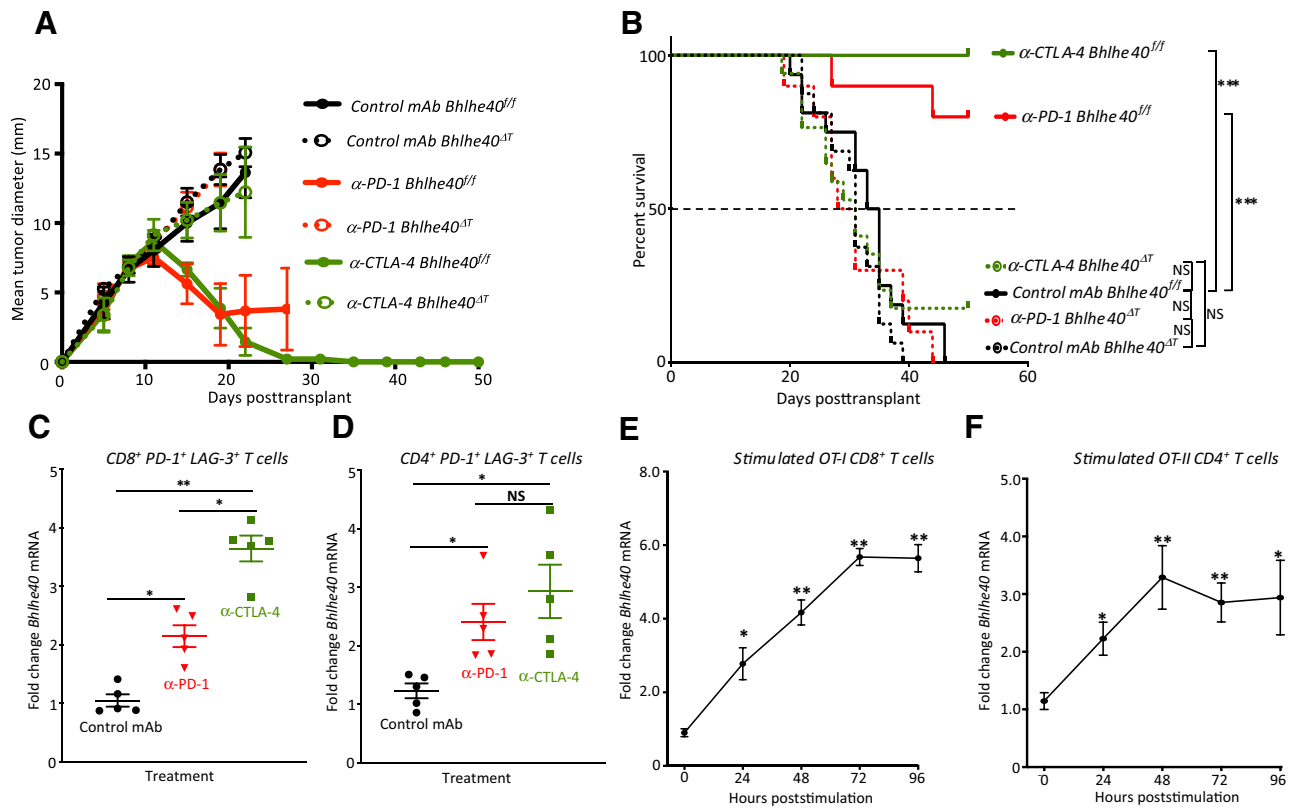 A
Mean tumor diameter (mm)
20
15
10
5
0
0
10
20
30
40
50
Days posttransplant
Control mAb Bhlhe40f/f
Control mAb Bhlhe40ΔT
α-PD-1 Bhlhe40f/f
α-PD-1 Bhlhe40ΔT
α-CTLA-4 Bhlhe40f/f
α-CTLA-4 Bhlhe40ΔT
B
Percent survival
100
50
0
0
20
40
60
Days posttransplant
α-CTLA-4 Bhlhe40f/f
α-PD-1 Bhlhe40f/f
α-CTLA-4 Bhlhe40ΔT
Control mAb Bhlhe40f/f
α-PD-1 Bhlhe40ΔT
Control mAb Bhlhe40ΔT
***
***
NS
NS
NS
NS
C
CD8+ PD-1+ LAG-3+ T cells
Fold change Bhlhe40 mRNA
5
4
3
2
1
0
**
*
*
α-CTLA-4
α-PD-1
Control mAb
Treatment
D
CD4+ PD-1+ LAG-3+ T cells
Fold change Bhlhe40 mRNA
5
4
3
2
1
0
*
NS
*
α-PD-1
α-CTLA-4
Control mAb
Treatment
E
Stimulated OT-I CD8+ T cells
Fold change Bhlhe40 mRNA
8.0
6.0
4.0
2.0
0
*
**
**
**
0
24
48
72
96
Hours poststimulation
F
Stimulated OT-II CD4+ T cells
Fold change Bhlhe40 mRNA
5.0
4.0
3.0
2.0
1.0
0.0
*
**
**
*
0
24
48
72
96
Hours poststimulation